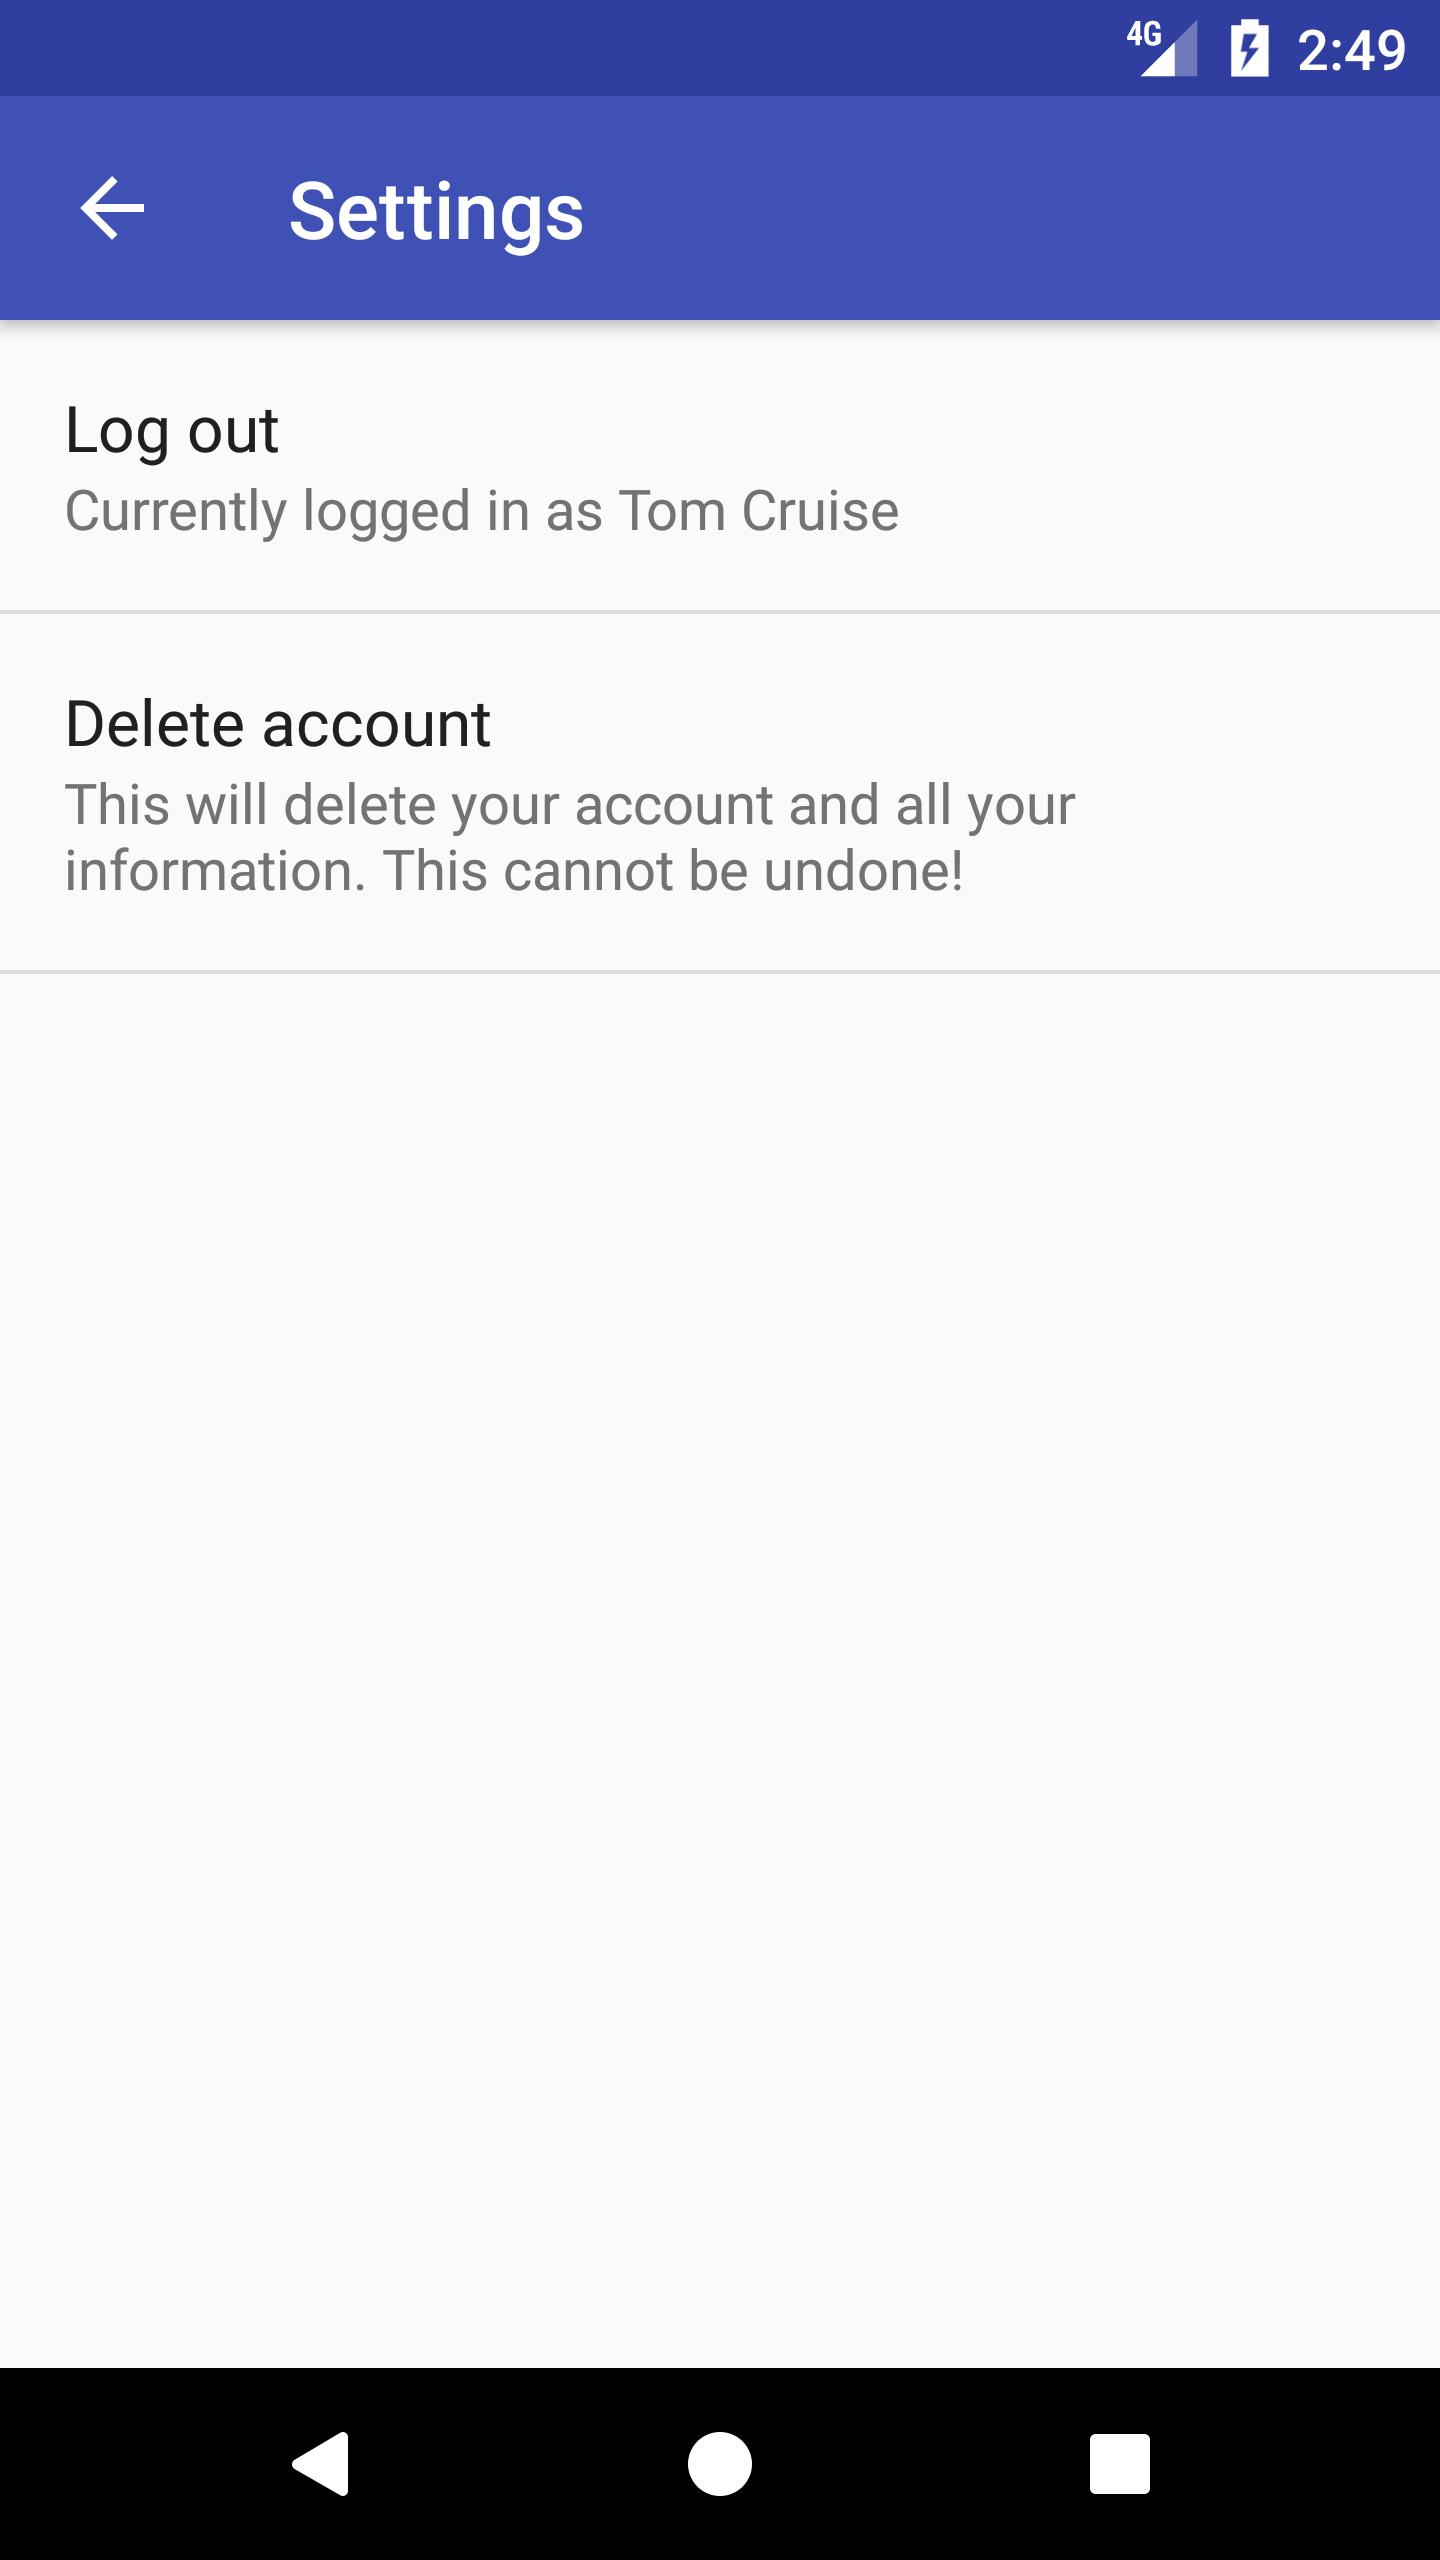 4G 2:49
Settings
Log out
Currently logged in as Tom Cruise
Delete account
This will delete your account and all your
information. This cannot be undone!